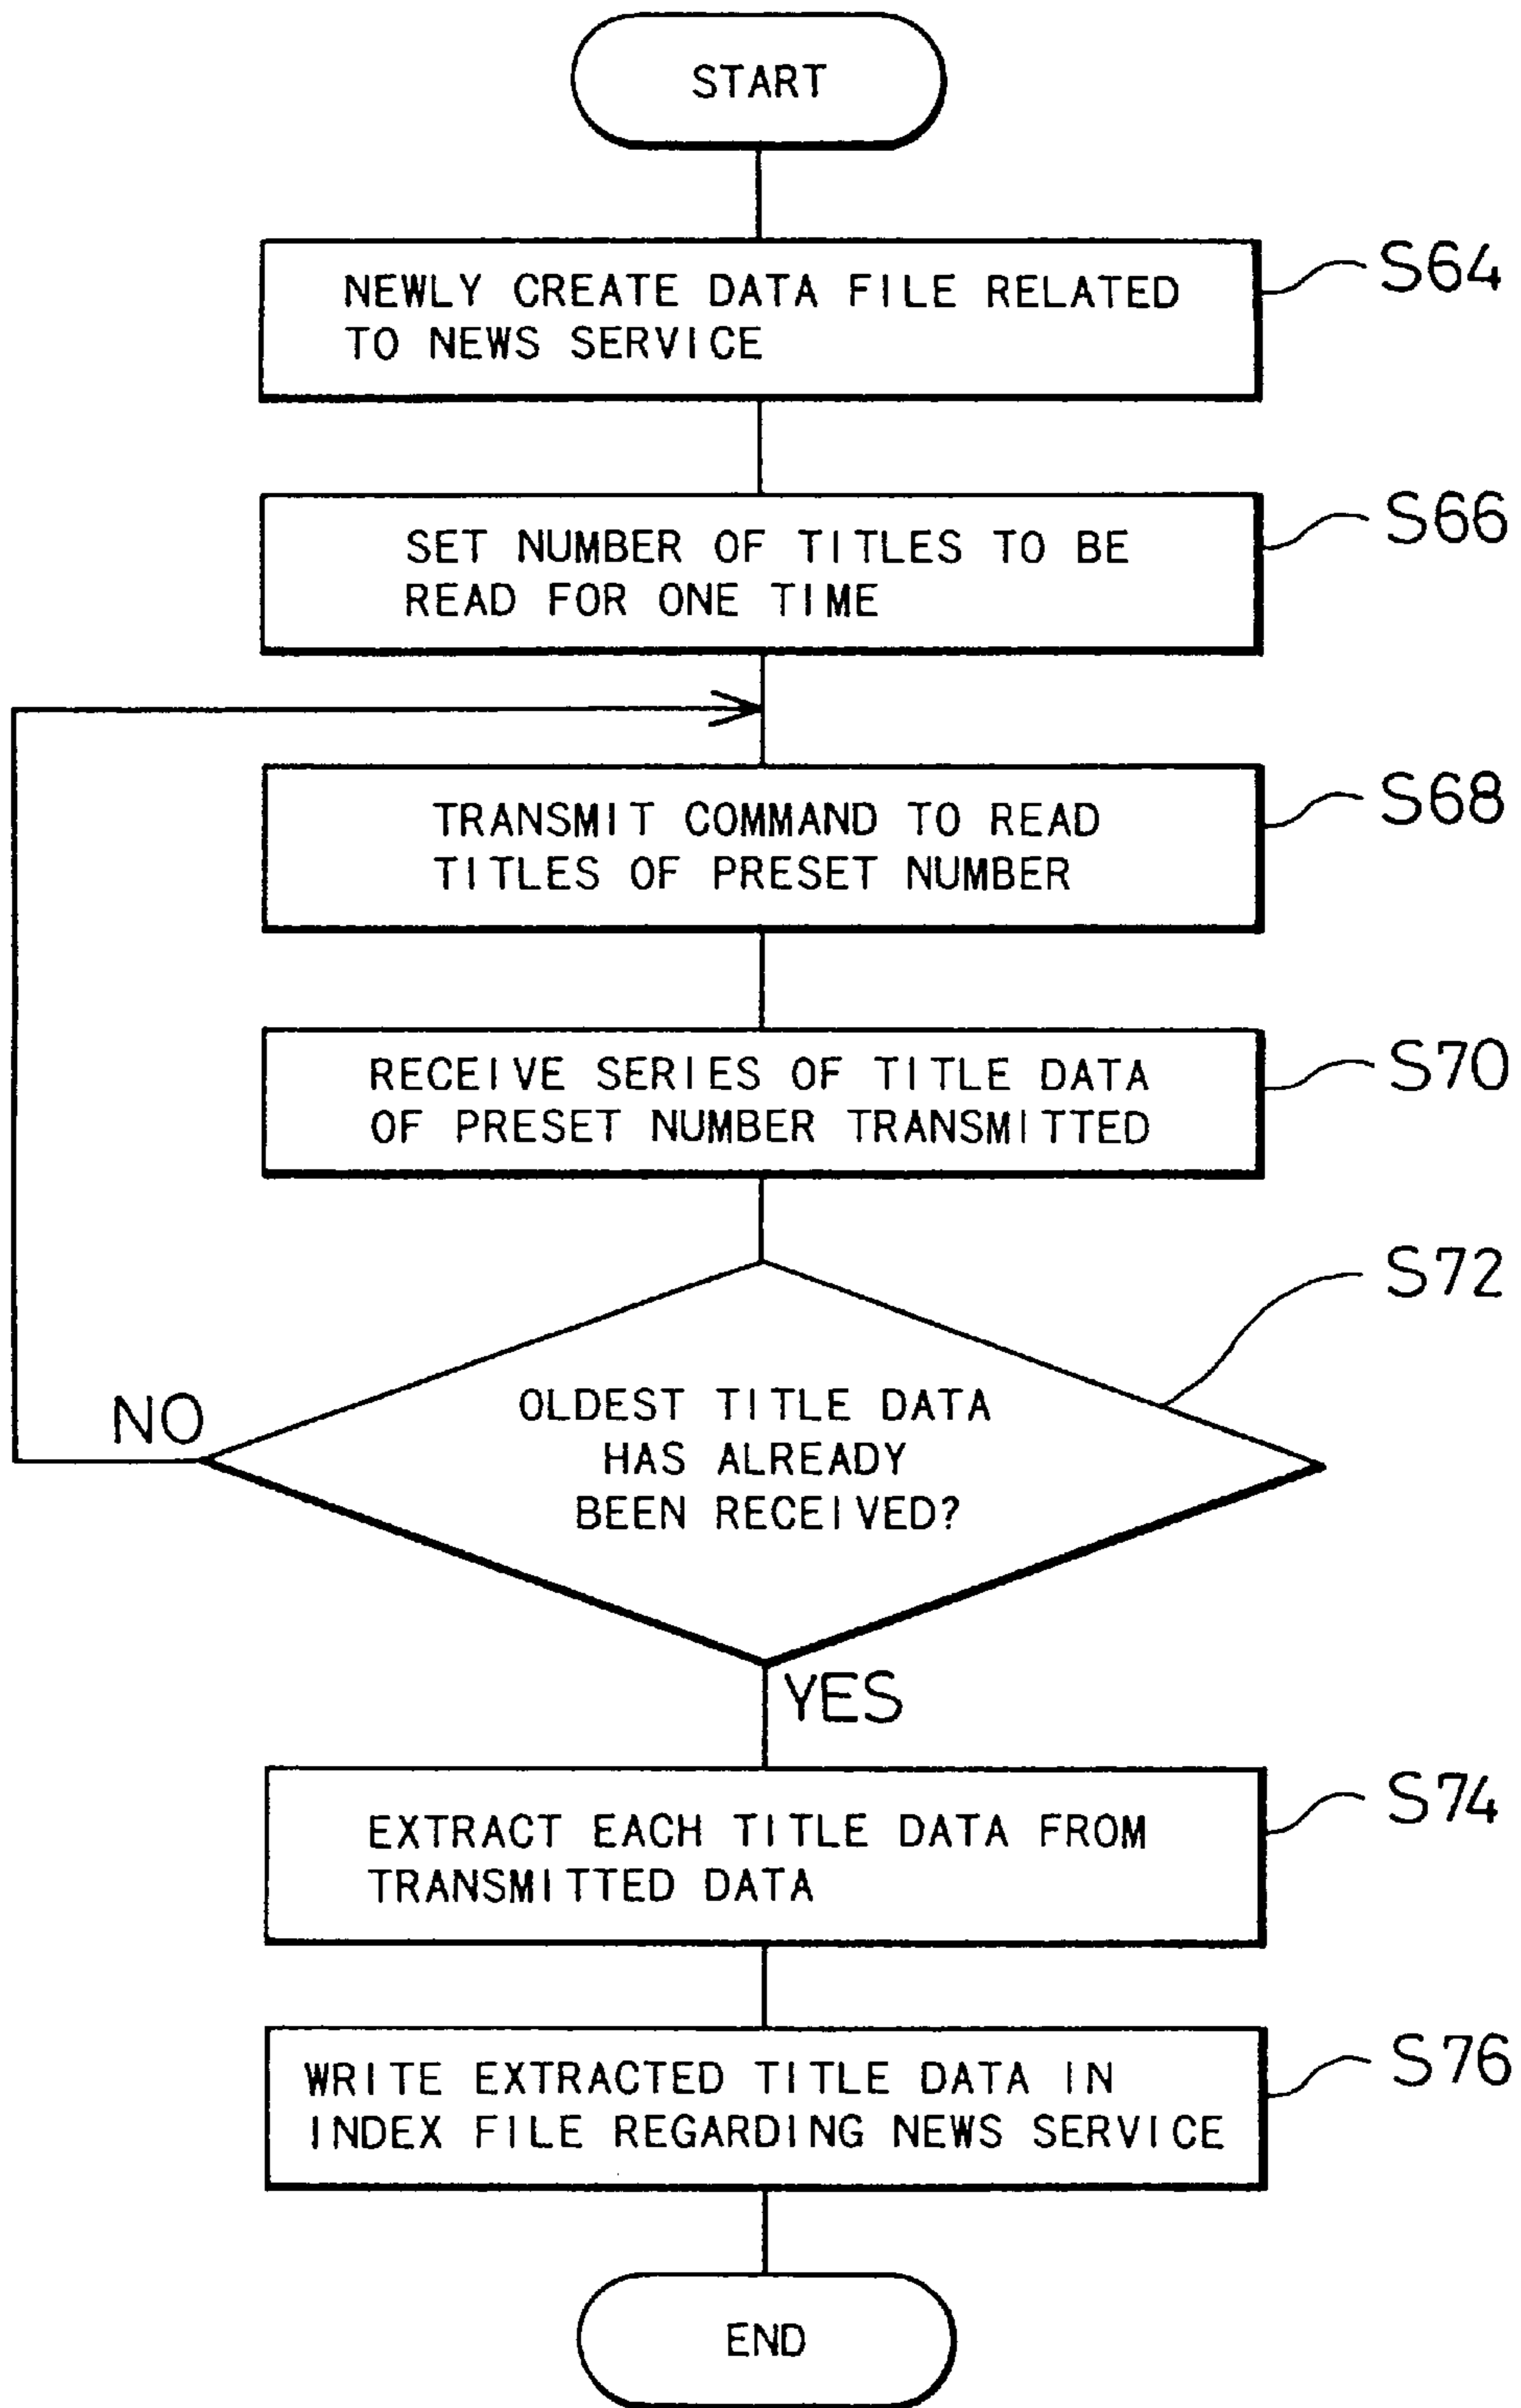 START
NEWLY CREATE DATA FILE RELATED
TO NEWS SERVICE
S64
SET NUMBER OF TITLES TO BE
READ FOR ONE TIME
S66
TRANSMIT COMMAND TO READ
TITLES OF PRESET NUMBER
S68
RECEIVE SERIES OF TITLE DATA
OF PRESET NUMBER TRANSMITTED
S70
OLDEST TITLE DATA
HAS ALREADY
BEEN RECEIVED?
S72
NO
YES
EXTRACT EACH TITLE DATA FROM
TRANSMITTED DATA
S74
WRITE EXTRACTED TITLE DATA IN
INDEX FILE REGARDING NEWS SERVICE
S76
END